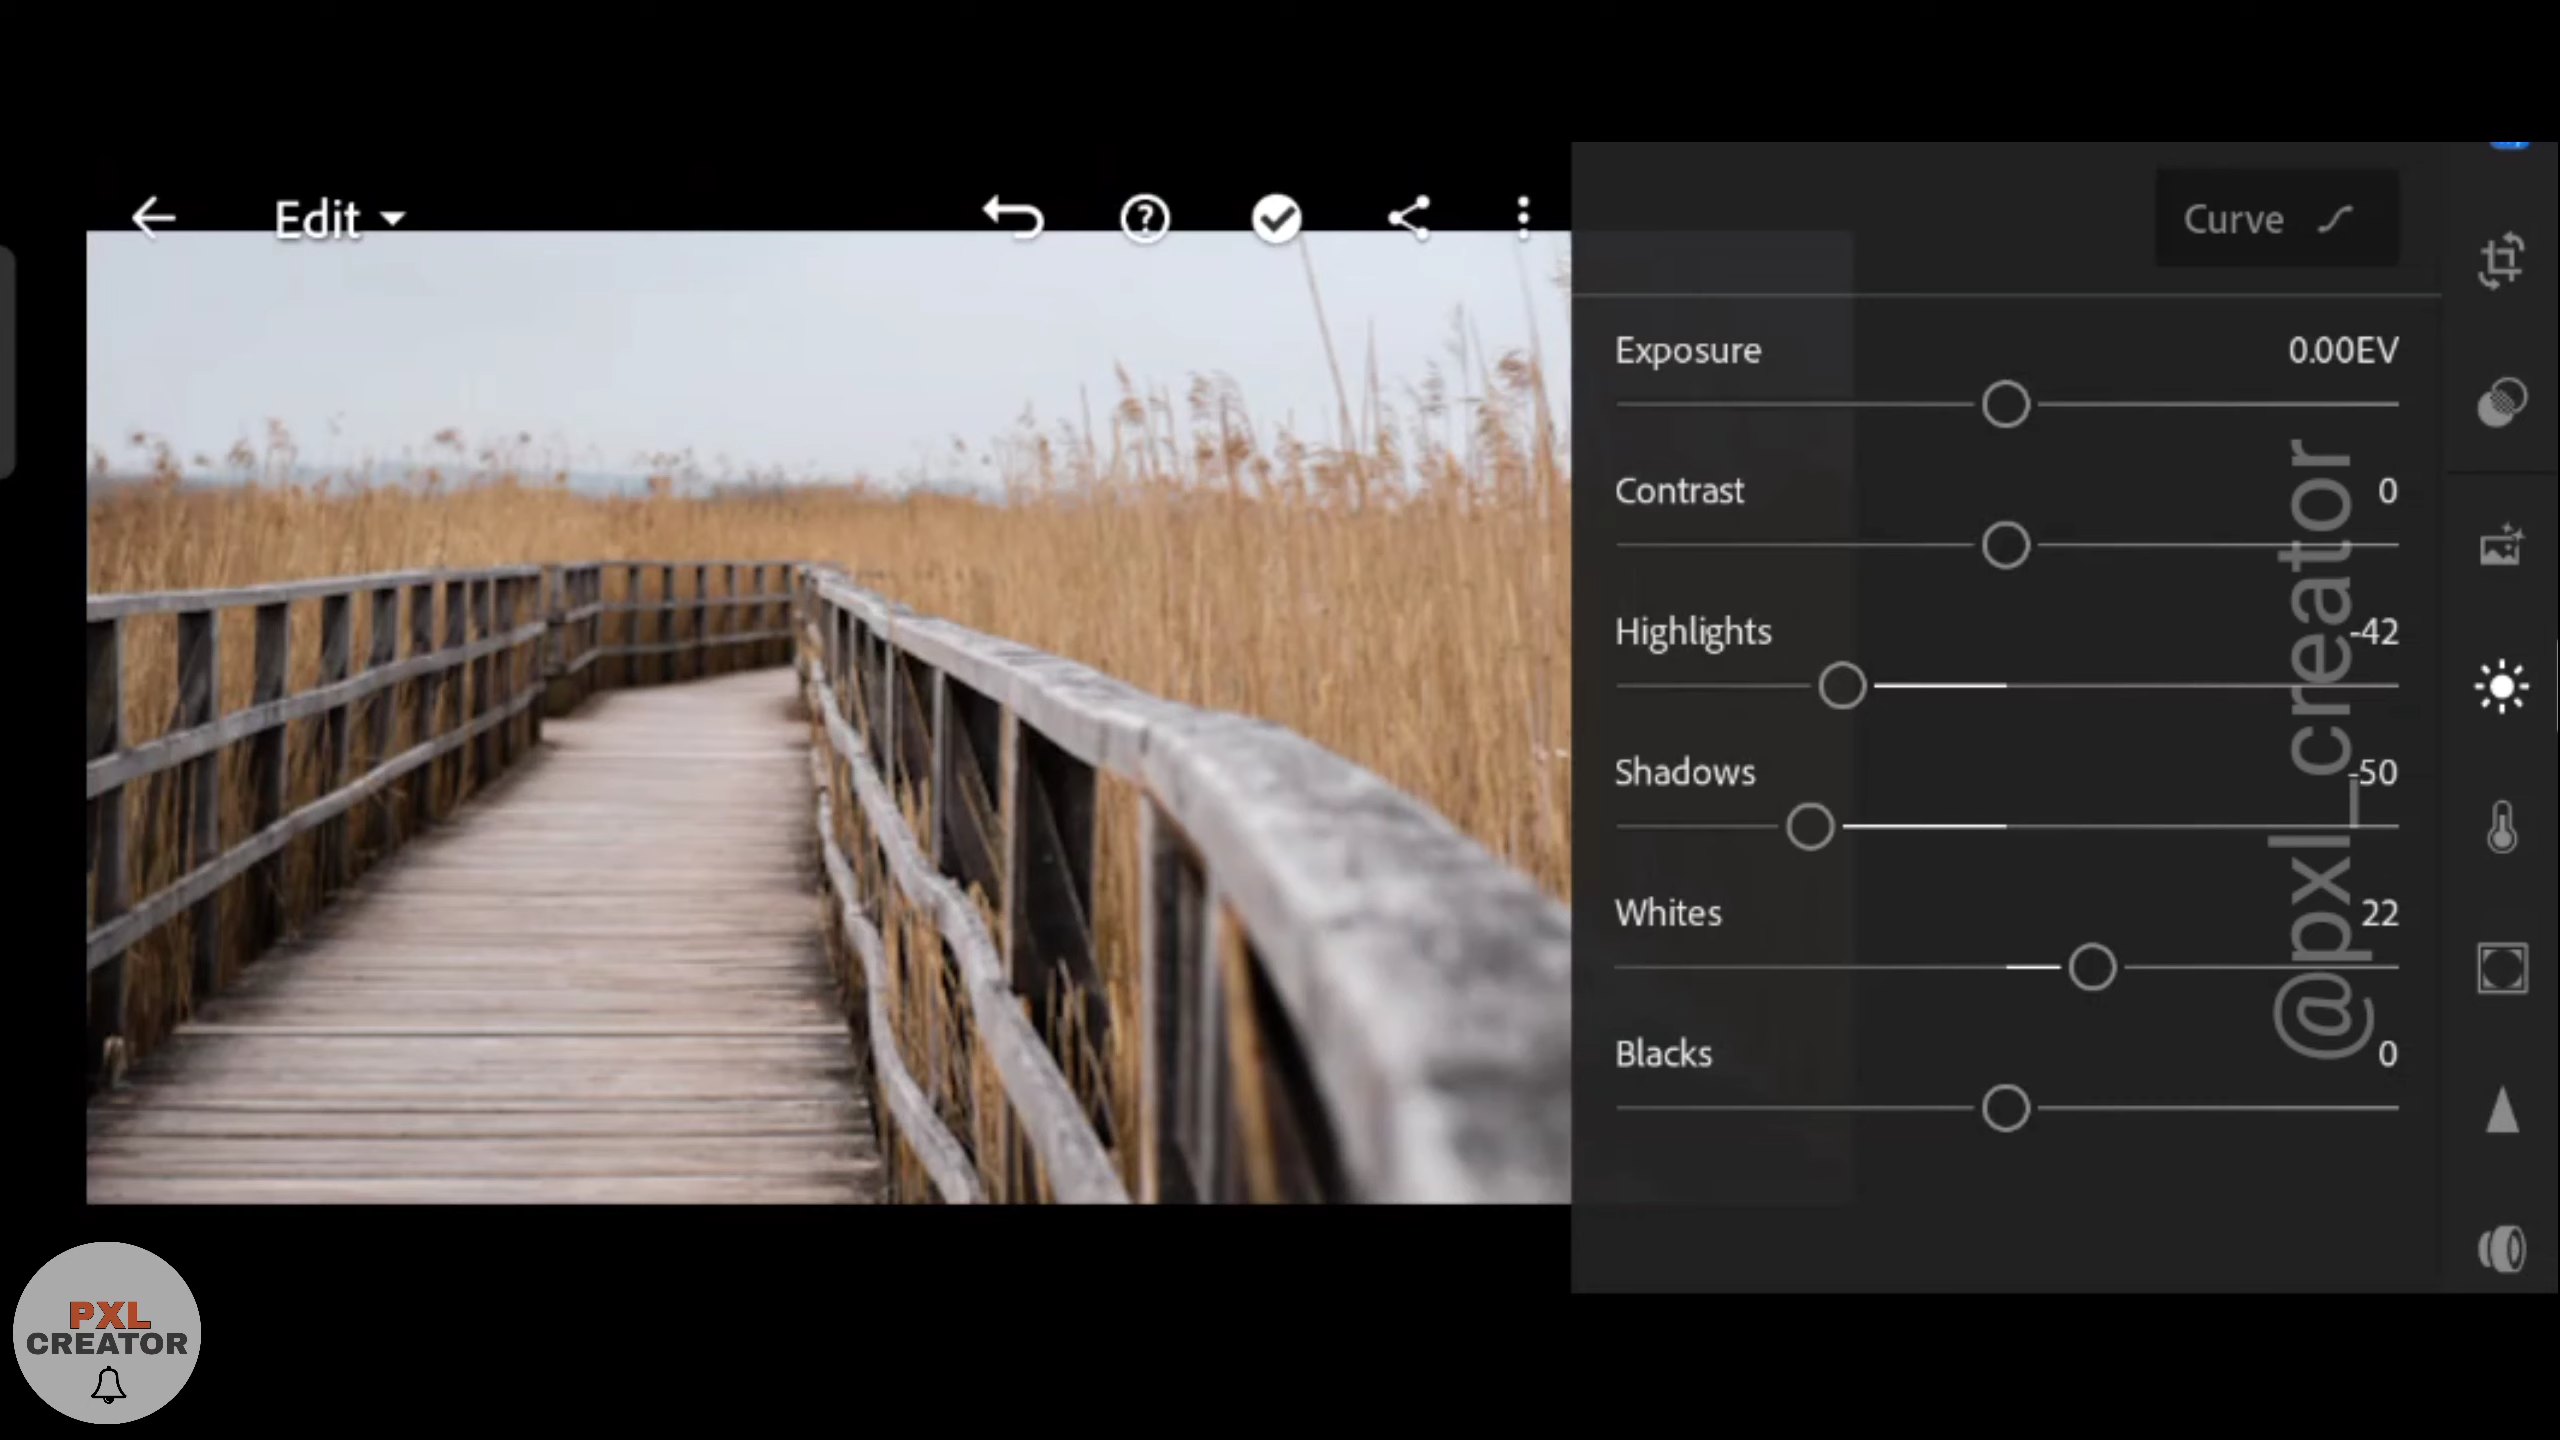 Edit
Curve
Exposure 0.00EV
Contrast 0
Highlights -42
Shadows -50
Whites 22
Blacks 0
@pxl_creator
PXL
CREATOR